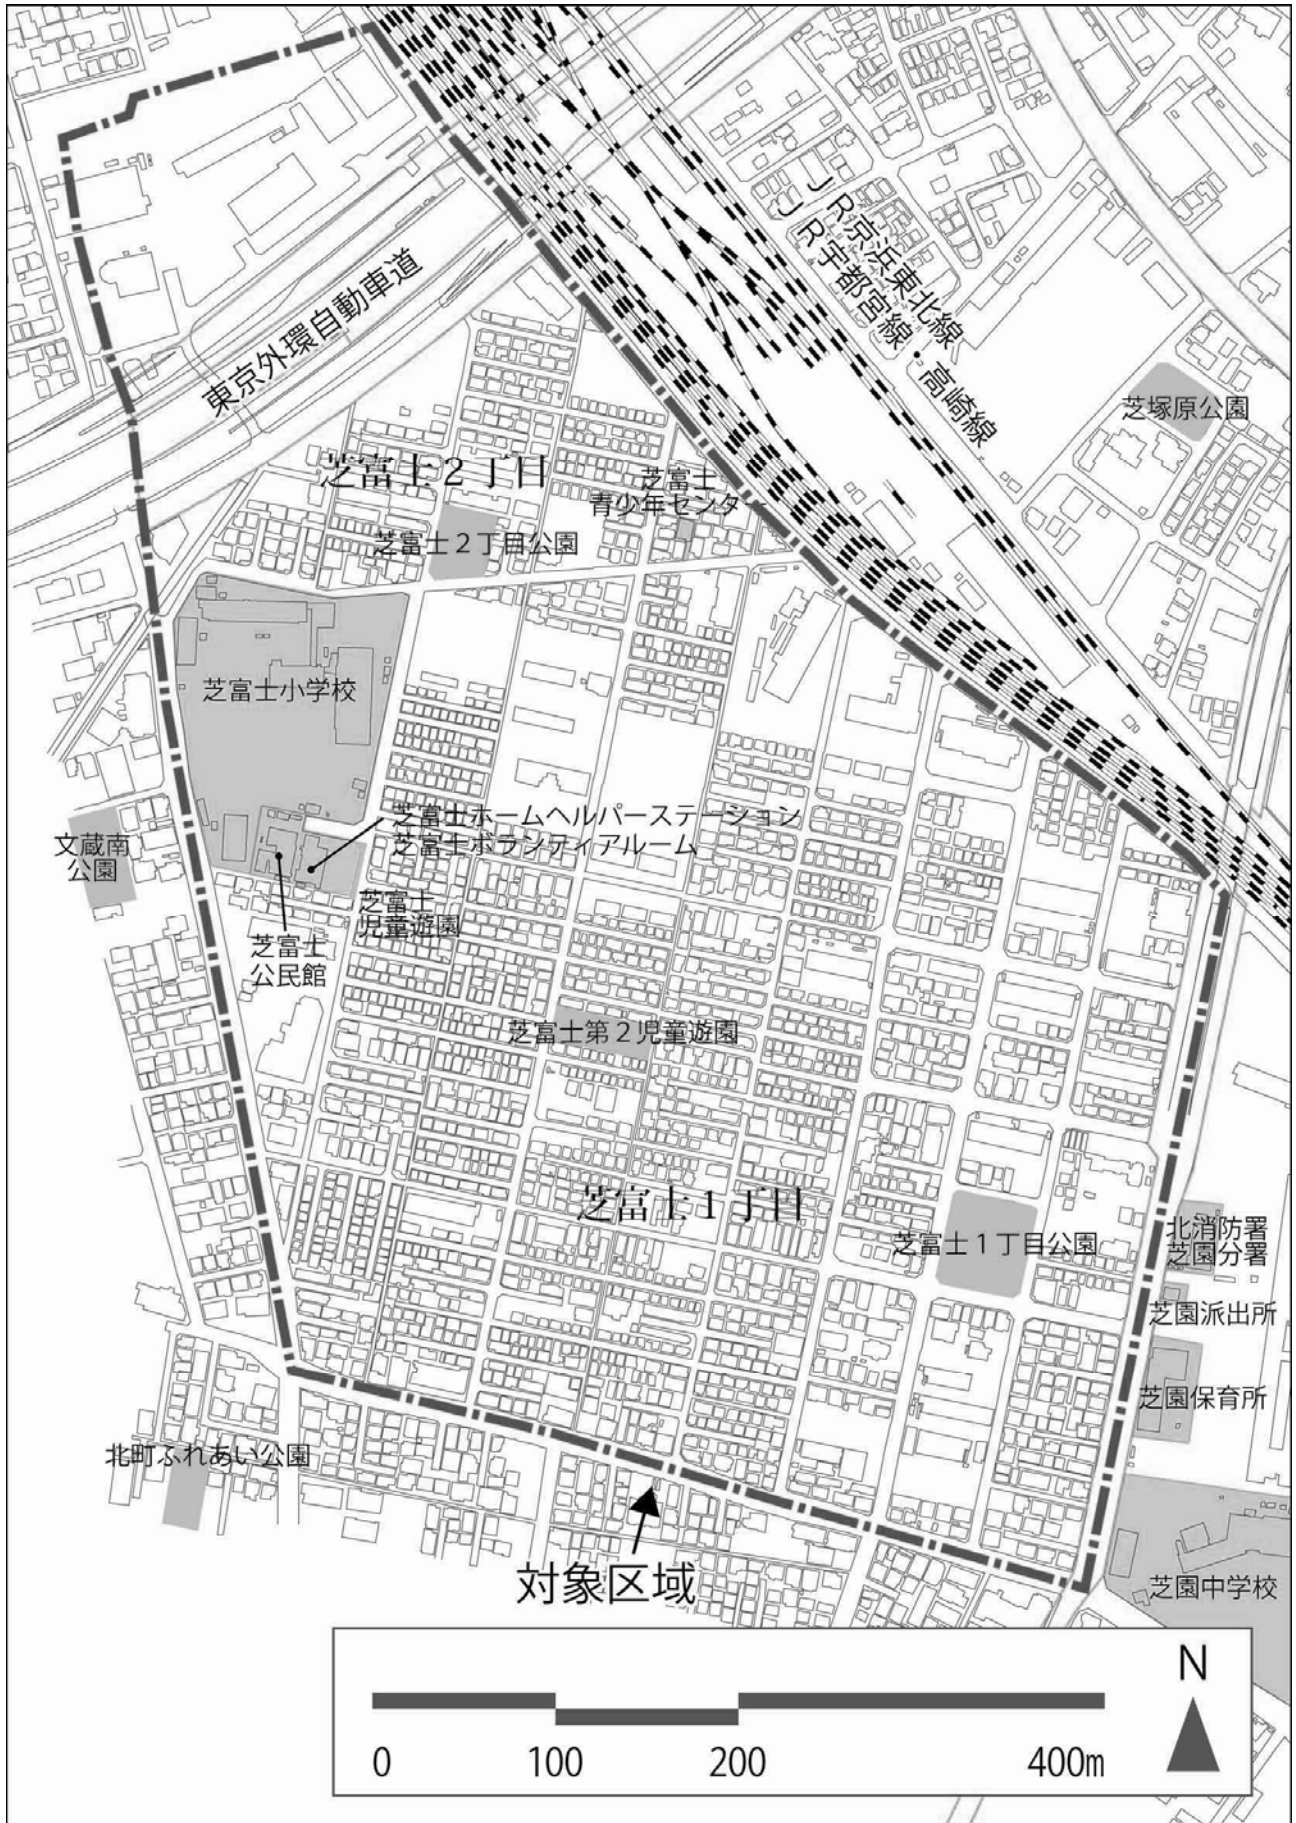 JR京浜東北線
JR宇都宮線・高崎線
東京外環自動車道
芝塚原公園
芝富士2丁目
芝富士
青少年センター
芝富士2丁目公園
芝富士小学校
芝富士ホームヘルパーステーション
芝富士ボランティアルーム
文蔵南
公園
芝富士
児童遊園
芝富士
公民館
芝富士第2児童遊園
芝富士1丁目
芝富士1丁目公園
北消防署
芝園分署
芝園派出所
芝園保育所
北町ふれあい公園
対象区域
芝園中学校
N
0 100 200 400m